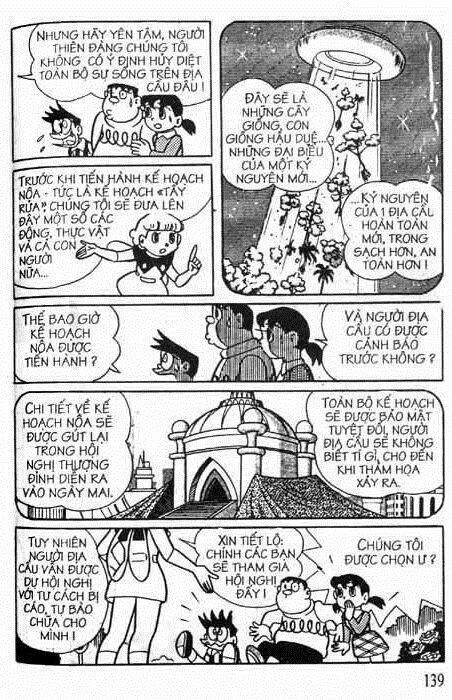 NHƯNG HÃY YÊN TÂM, NGƯỜI
THIÊN ĐÀNG CHÚNG TÔI
KHÔNG CÓ Ý ĐỊNH HỦY DIỆT
TOÀN BỘ SỰ SỐNG TRÊN ĐỊA
CẦU ĐÂU !
TRƯỚC KHI TIẾN HÀNH KẾ HOẠCH
NÔA - TỨC LÀ KẾ HOẠCH «TẨY
RỬA», CHÚNG TÔI SẼ ĐƯA LÊN
ĐÂY MỘT SỐ CÁC
ĐỘNG, THỰC VẬT
VÀ CẢ CON
NGƯỜI
NỮA...
ĐÂY SẼ LÀ
NHỮNG CÂY
GIỐNG, CON
GIỐNG HẬU DUỆ...
NHỮNG ĐẠI BIỂU
CỦA MỘT KỶ
NGUYÊN MỚI...
...KỶ NGUYÊN
CỦA 1 ĐỊA CẦU
HOÀN TOÀN
MỚI, TRONG
SẠCH HƠN, AN
TOÀN HƠN !
THẾ BAO GIỜ
KẾ HOẠCH
NÔA ĐƯỢC
TIẾN HÀNH ?
VÀ NGƯỜI ĐỊA
CẦU CÓ ĐƯỢC
CẢNH BÁO
TRƯỚC KHÔNG ?
CHI TIẾT VỀ KẾ
HOẠCH NÔA SẼ
ĐƯỢC GÚT LẠI
TRONG HỘI
NGHỊ THƯỢNG
ĐỈNH DIỄN RA
VÀO NGÀY MAI.
TOÀN BỘ KẾ HOẠCH
SẼ ĐƯỢC BẢO MẬT
TUYỆT ĐỐI, NGƯỜI
ĐỊA CẦU SẼ KHÔNG
BIẾT TÍ GÌ, CHO ĐẾN
KHI THẢM HỌA
XẢY RA.
TUY NHIÊN
NGƯỜI ĐỊA
CẦU VẪN ĐƯỢC
DỰ HỘI NGHỊ
VỚI TƯ CÁCH BỊ
CÁO, TỰ BÀO
CHỮA CHO
MÌNH !
XIN TIẾT LỘ:
CHÍNH CÁC BẠN
SẼ THAM GIA
HỘI NGHỊ
ĐẤY !
CHÚNG TÔI
ĐƯỢC CHỌN Ư ?
139